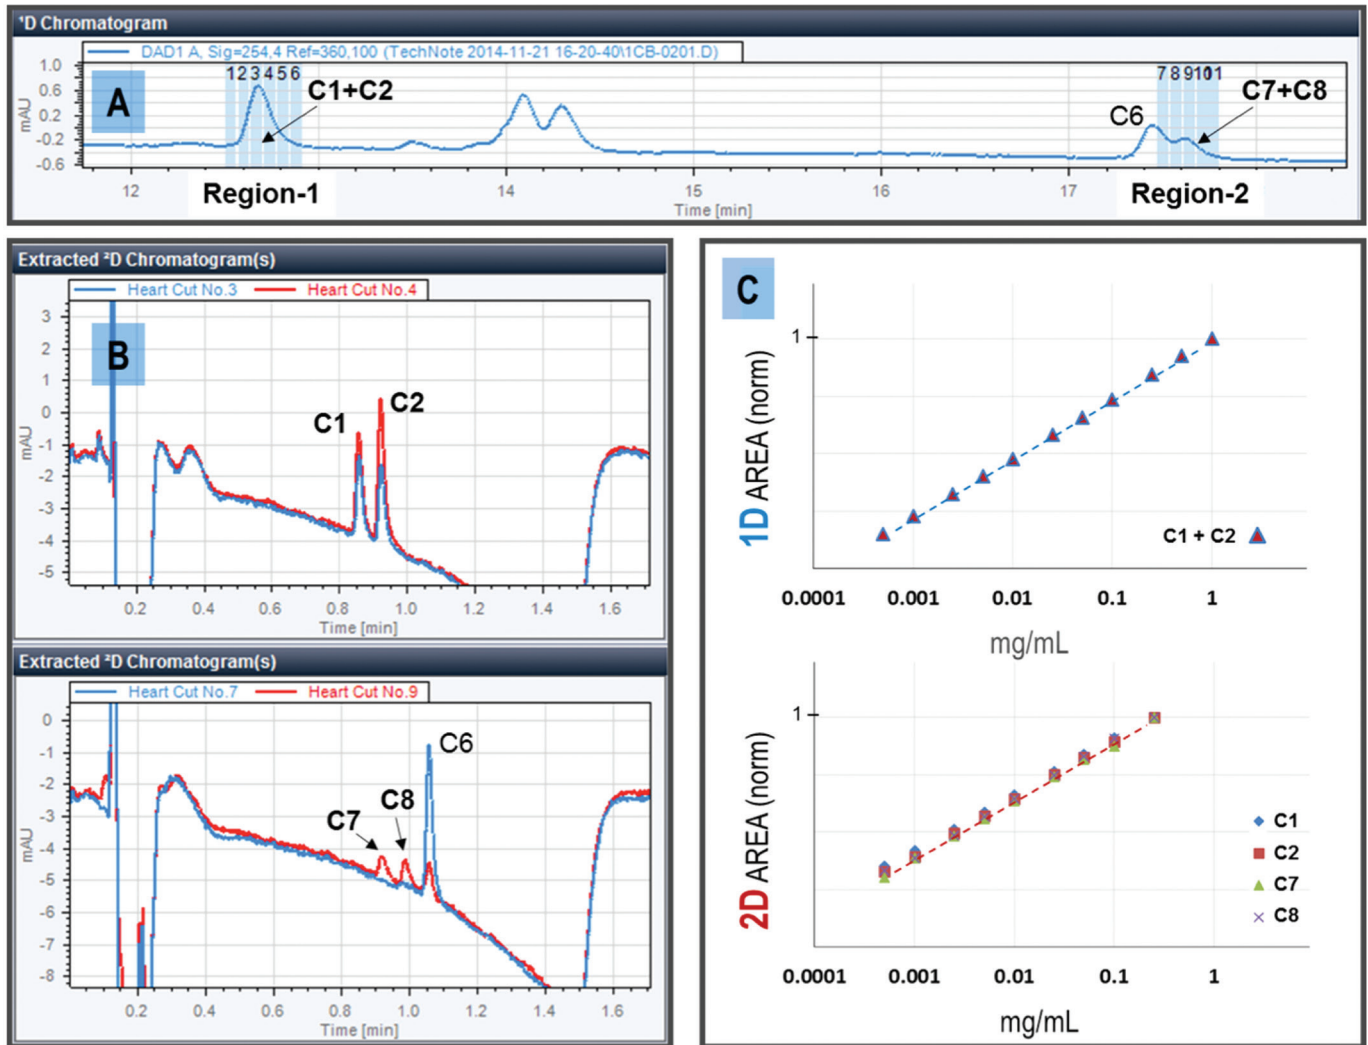 ¹D Chromatogram
DAD1 A, Sig=254,4 Ref=360,100 (TechNote 2014-11-21 16-20-40\1CB-0201.D)
1.0
0.6
0.2
-0.2
-0.6
mAU
A
1 2 3 4 5 6
C1+C2
C6
7 8 9 10 11
C7+C8
12
14
15
16
17
Region-1
Region-2
Time [min]
Extracted ²D Chromatogram(s)
Heart Cut No.3
Heart Cut No.4
B
3
2
1
0
-1
-2
-3
-4
-5
mAU
C1
C2
0.2
0.4
0.6
0.8
1.0
1.2
1.4
1.6
Time [min]
Extracted ²D Chromatogram(s)
Heart Cut No.7
Heart Cut No.9
0
-1
-2
-3
-4
-5
-6
-7
-8
mAU
C7
C8
C6
0.2
0.4
0.6
0.8
1.0
1.2
1.4
1.6
Time [min]
C
1
1D AREA (norm)
C1 + C2
0.0001
0.001
0.01
0.1
1
mg/mL
1
2D AREA (norm)
C1
C2
C7
C8
0.0001
0.001
0.01
0.1
1
mg/mL